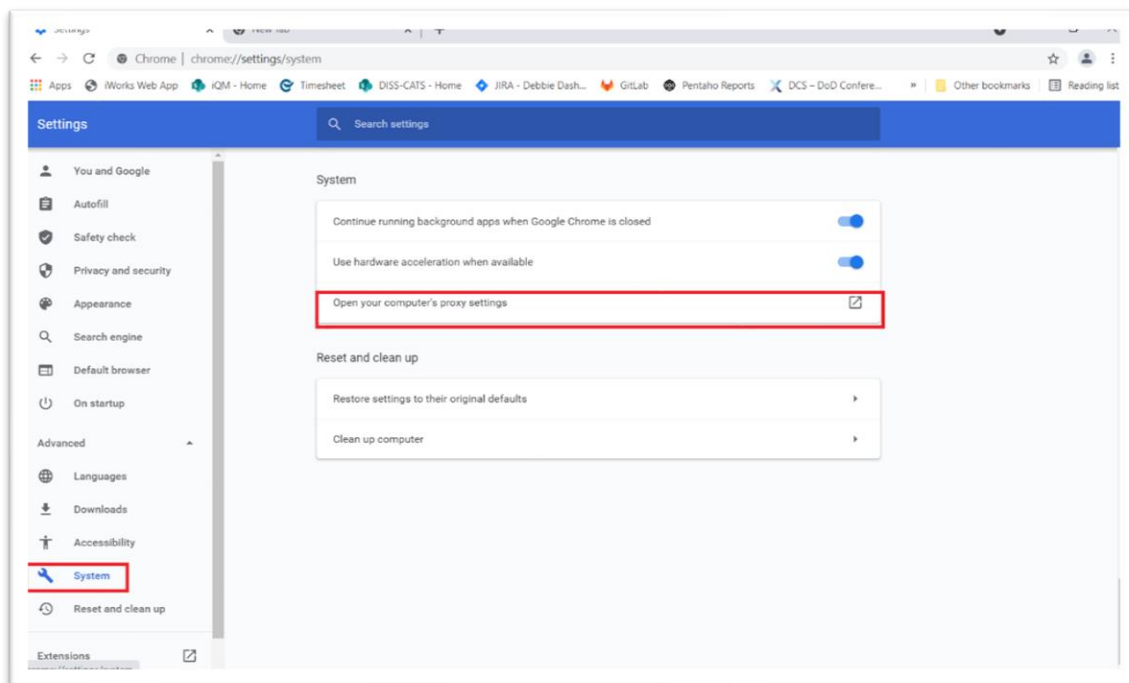 Settings New Tab
Chrome | chrome://settings/system
Apps iWorks Web App iQM - Home Timesheet DISS-CATS - Home JIRA - Debbie Dash... GitLab Pentaho Reports DCS – DoD Confere... » Other bookmarks Reading list
Settings Search settings
You and Google
Autofill
Safety check
Privacy and security
Appearance
Search engine
Default browser
On startup
Advanced
Languages
Downloads
Accessibility
System
Reset and clean up
Extensions
System
Continue running background apps when Google Chrome is closed
Use hardware acceleration when available
Open your computer's proxy settings
Reset and clean up
Restore settings to their original defaults
Clean up computer